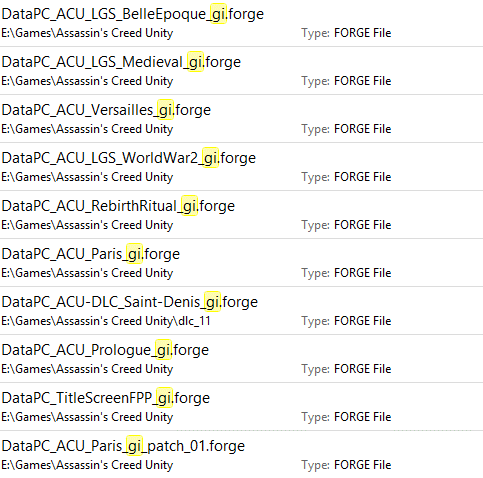 DataPC_ACU_LGS_BelleEpoque_gi.forge
E:\Games\Assassin's Creed Unity Type: FORGE File
DataPC_ACU_LGS_Medieval_gi.forge
E:\Games\Assassin's Creed Unity Type: FORGE File
DataPC_ACU_Versailles_gi.forge
E:\Games\Assassin's Creed Unity Type: FORGE File
DataPC_ACU_LGS_WorldWar2_gi.forge
E:\Games\Assassin's Creed Unity Type: FORGE File
DataPC_ACU_RebirthRitual_gi.forge
E:\Games\Assassin's Creed Unity Type: FORGE File
DataPC_ACU_Paris_gi.forge
E:\Games\Assassin's Creed Unity Type: FORGE File
DataPC_ACU-DLC_Saint-Denis_gi.forge
E:\Games\Assassin's Creed Unity\dlc_11 Type: FORGE File
DataPC_ACU_Prologue_gi.forge
E:\Games\Assassin's Creed Unity Type: FORGE File
DataPC_TitleScreenFPP_gi.forge
E:\Games\Assassin's Creed Unity Type: FORGE File
DataPC_ACU_Paris_gi_patch_01.forge
E:\Games\Assassin's Creed Unity Type: FORGE File